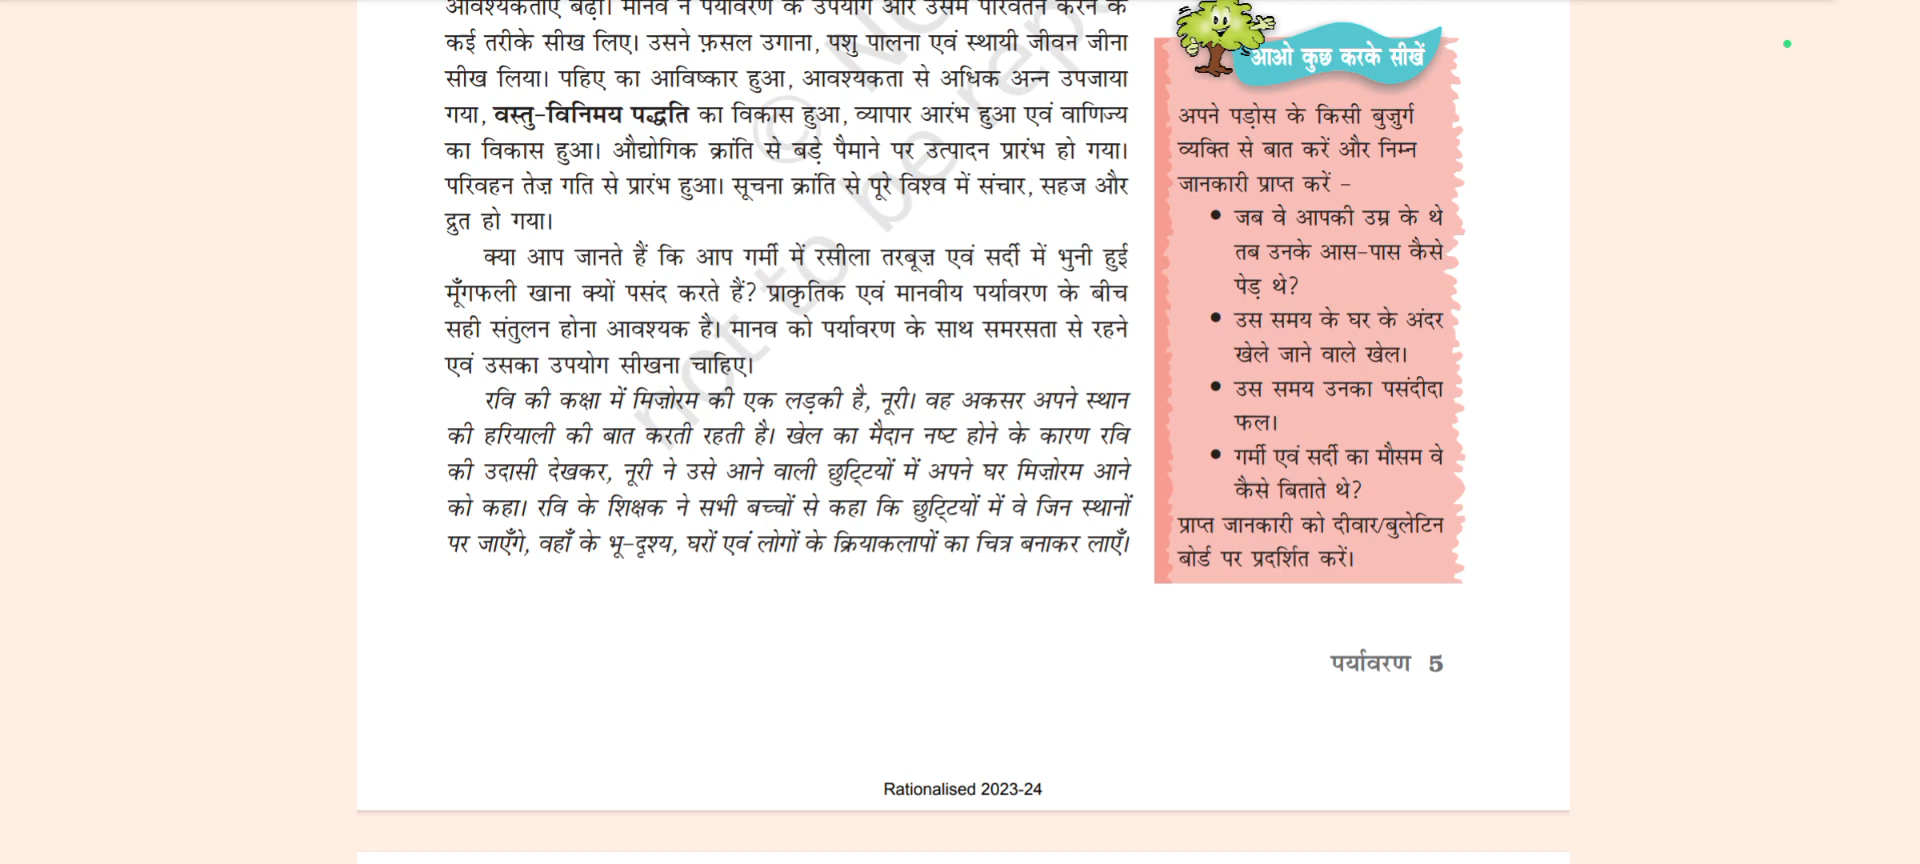 आवश्यकताएँ बढ़ीं। मानव ने पर्यावरण के उपयोग और उसमें परिवर्तन करने के
कई तरीके सीख लिए। उसने फ़सल उगाना, पशु पालना एवं स्थायी जीवन जीना
सीख लिया। पहिए का आविष्कार हुआ, आवश्यकता से अधिक अन्न उपजाया
गया, वस्तु-विनिमय पद्धति का विकास हुआ, व्यापार आरंभ हुआ एवं वाणिज्य
का विकास हुआ। औद्योगिक क्रांति से बड़े पैमाने पर उत्पादन प्रारंभ हो गया।
परिवहन तेज़ गति से प्रारंभ हुआ। सूचना क्रांति से पूरे विश्व में संचार, सहज और
द्रुत हो गया।
क्या आप जानते हैं कि आप गर्मी में रसीला तरबूज़ एवं सर्दी में भुनी हुई
मूँगफली खाना क्यों पसंद करते हैं? प्राकृतिक एवं मानवीय पर्यावरण के बीच
सही संतुलन होना आवश्यक है। मानव को पर्यावरण के साथ समरसता से रहने
एवं उसका उपयोग सीखना चाहिए।
रवि की कक्षा में मिज़ोरम की एक लड़की है, नूरी। वह अकसर अपने स्थान
की हरियाली की बात करती रहती है। खेल का मैदान नष्ट होने के कारण रवि
की उदासी देखकर, नूरी ने उसे आने वाली छुट्टियों में अपने घर मिज़ोरम आने
को कहा। रवि के शिक्षक ने सभी बच्चों से कहा कि छुट्टियों में वे जिन स्थानों
पर जाएँगे, वहाँ के भू-दृश्य, घरों एवं लोगों के क्रियाकलापों का चित्र बनाकर लाएँ।
आओ कुछ करके सीखें
अपने पड़ोस के किसी बुज़ुर्ग
व्यक्ति से बात करें और निम्न
जानकारी प्राप्त करें –
• जब वे आपकी उम्र के थे
तब उनके आस-पास कैसे
पेड़ थे?
• उस समय के घर के अंदर
खेले जाने वाले खेल।
• उस समय उनका पसंदीदा
फल।
• गर्मी एवं सर्दी का मौसम वे
कैसे बिताते थे?
प्राप्त जानकारी को दीवार/बुलेटिन
बोर्ड पर प्रदर्शित करें।
पर्यावरण 5
Rationalised 2023-24
not to be rep